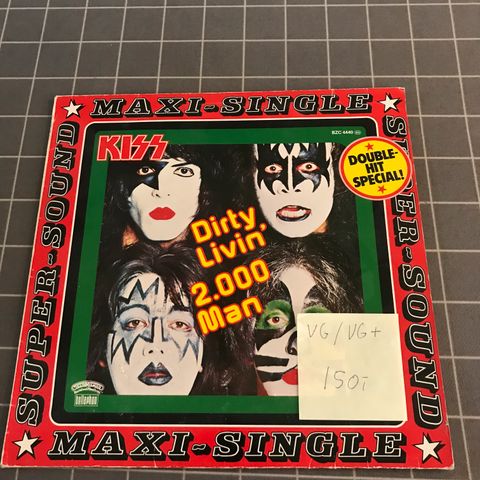 MAXI-SINGLE
SUPER-SOUND
SUPER-SOUND
KISS
BZC 4440
DOUBLE-
HIT
SPECIAL!
Dirty,
Livin'
2.000
Man
VG/VG+
150,-
bellaphon
MAXI-SINGLE